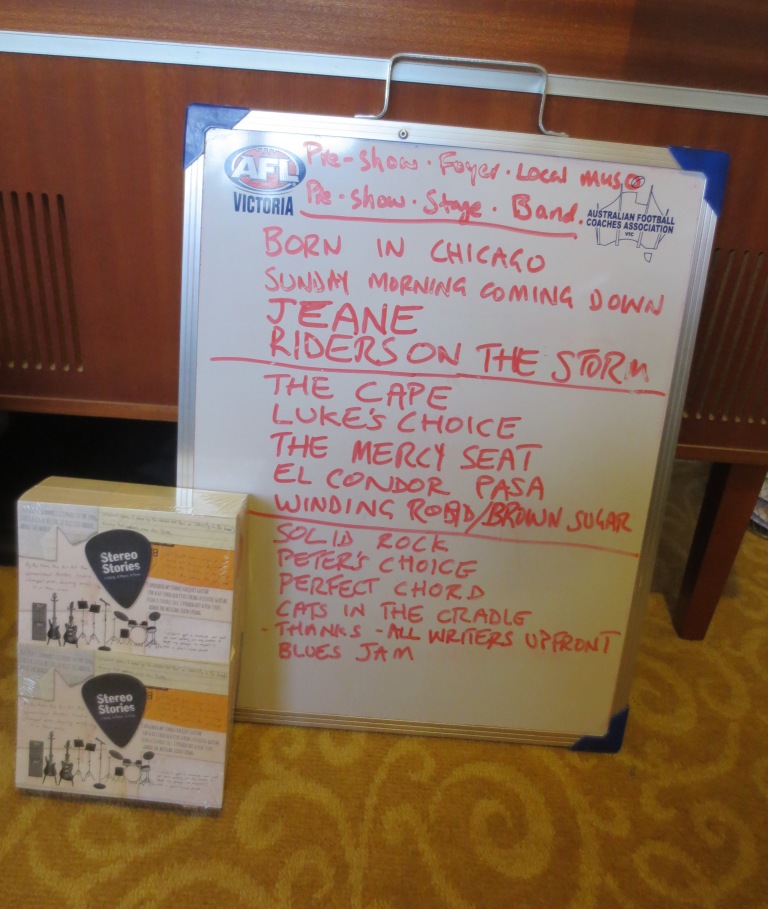 AFL
VICTORIA
Pre-show · Foyer · Local music
Pre-show · Stage · Band.
AUSTRALIAN FOOTBALL
COACHES ASSOCIATION
VIC
BORN IN CHICAGO
SUNDAY MORNING COMING DOWN
JEANE
RIDERS ON THE STORM
THE CAPE
LUKE'S CHOICE
THE MERCY SEAT
EL CONDOR PASA
WINDING ROAD/BROWN SUGAR
SOLID ROCK
PETER'S CHOICE
PERFECT CHORD
CATS IN THE CRADLE
- THANKS - ALL WRITERS UPFRONT
BLUES JAM
Stereo
Stories
Stereo
Stories